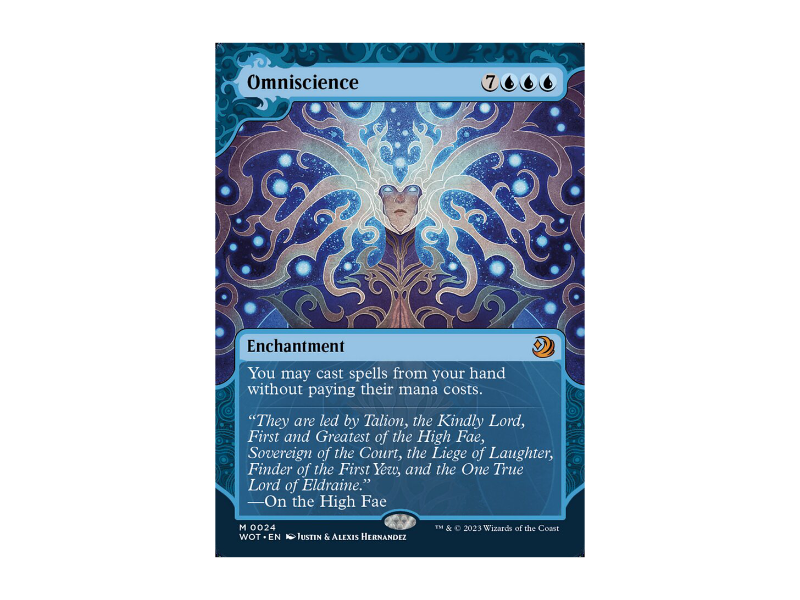 Omniscience 7
Enchantment
You may cast spells from your hand
without paying their mana costs.
“They are led by Talion, the Kindly Lord,
First and Greatest of the High Fae,
Sovereign of the Court, the Liege of Laughter,
Finder of the First Yew, and the One True
Lord of Eldraine.”
—On the High Fae
M 0024
WOT • EN Justin & Alexis Hernandez
™ & © 2023 Wizards of the Coast